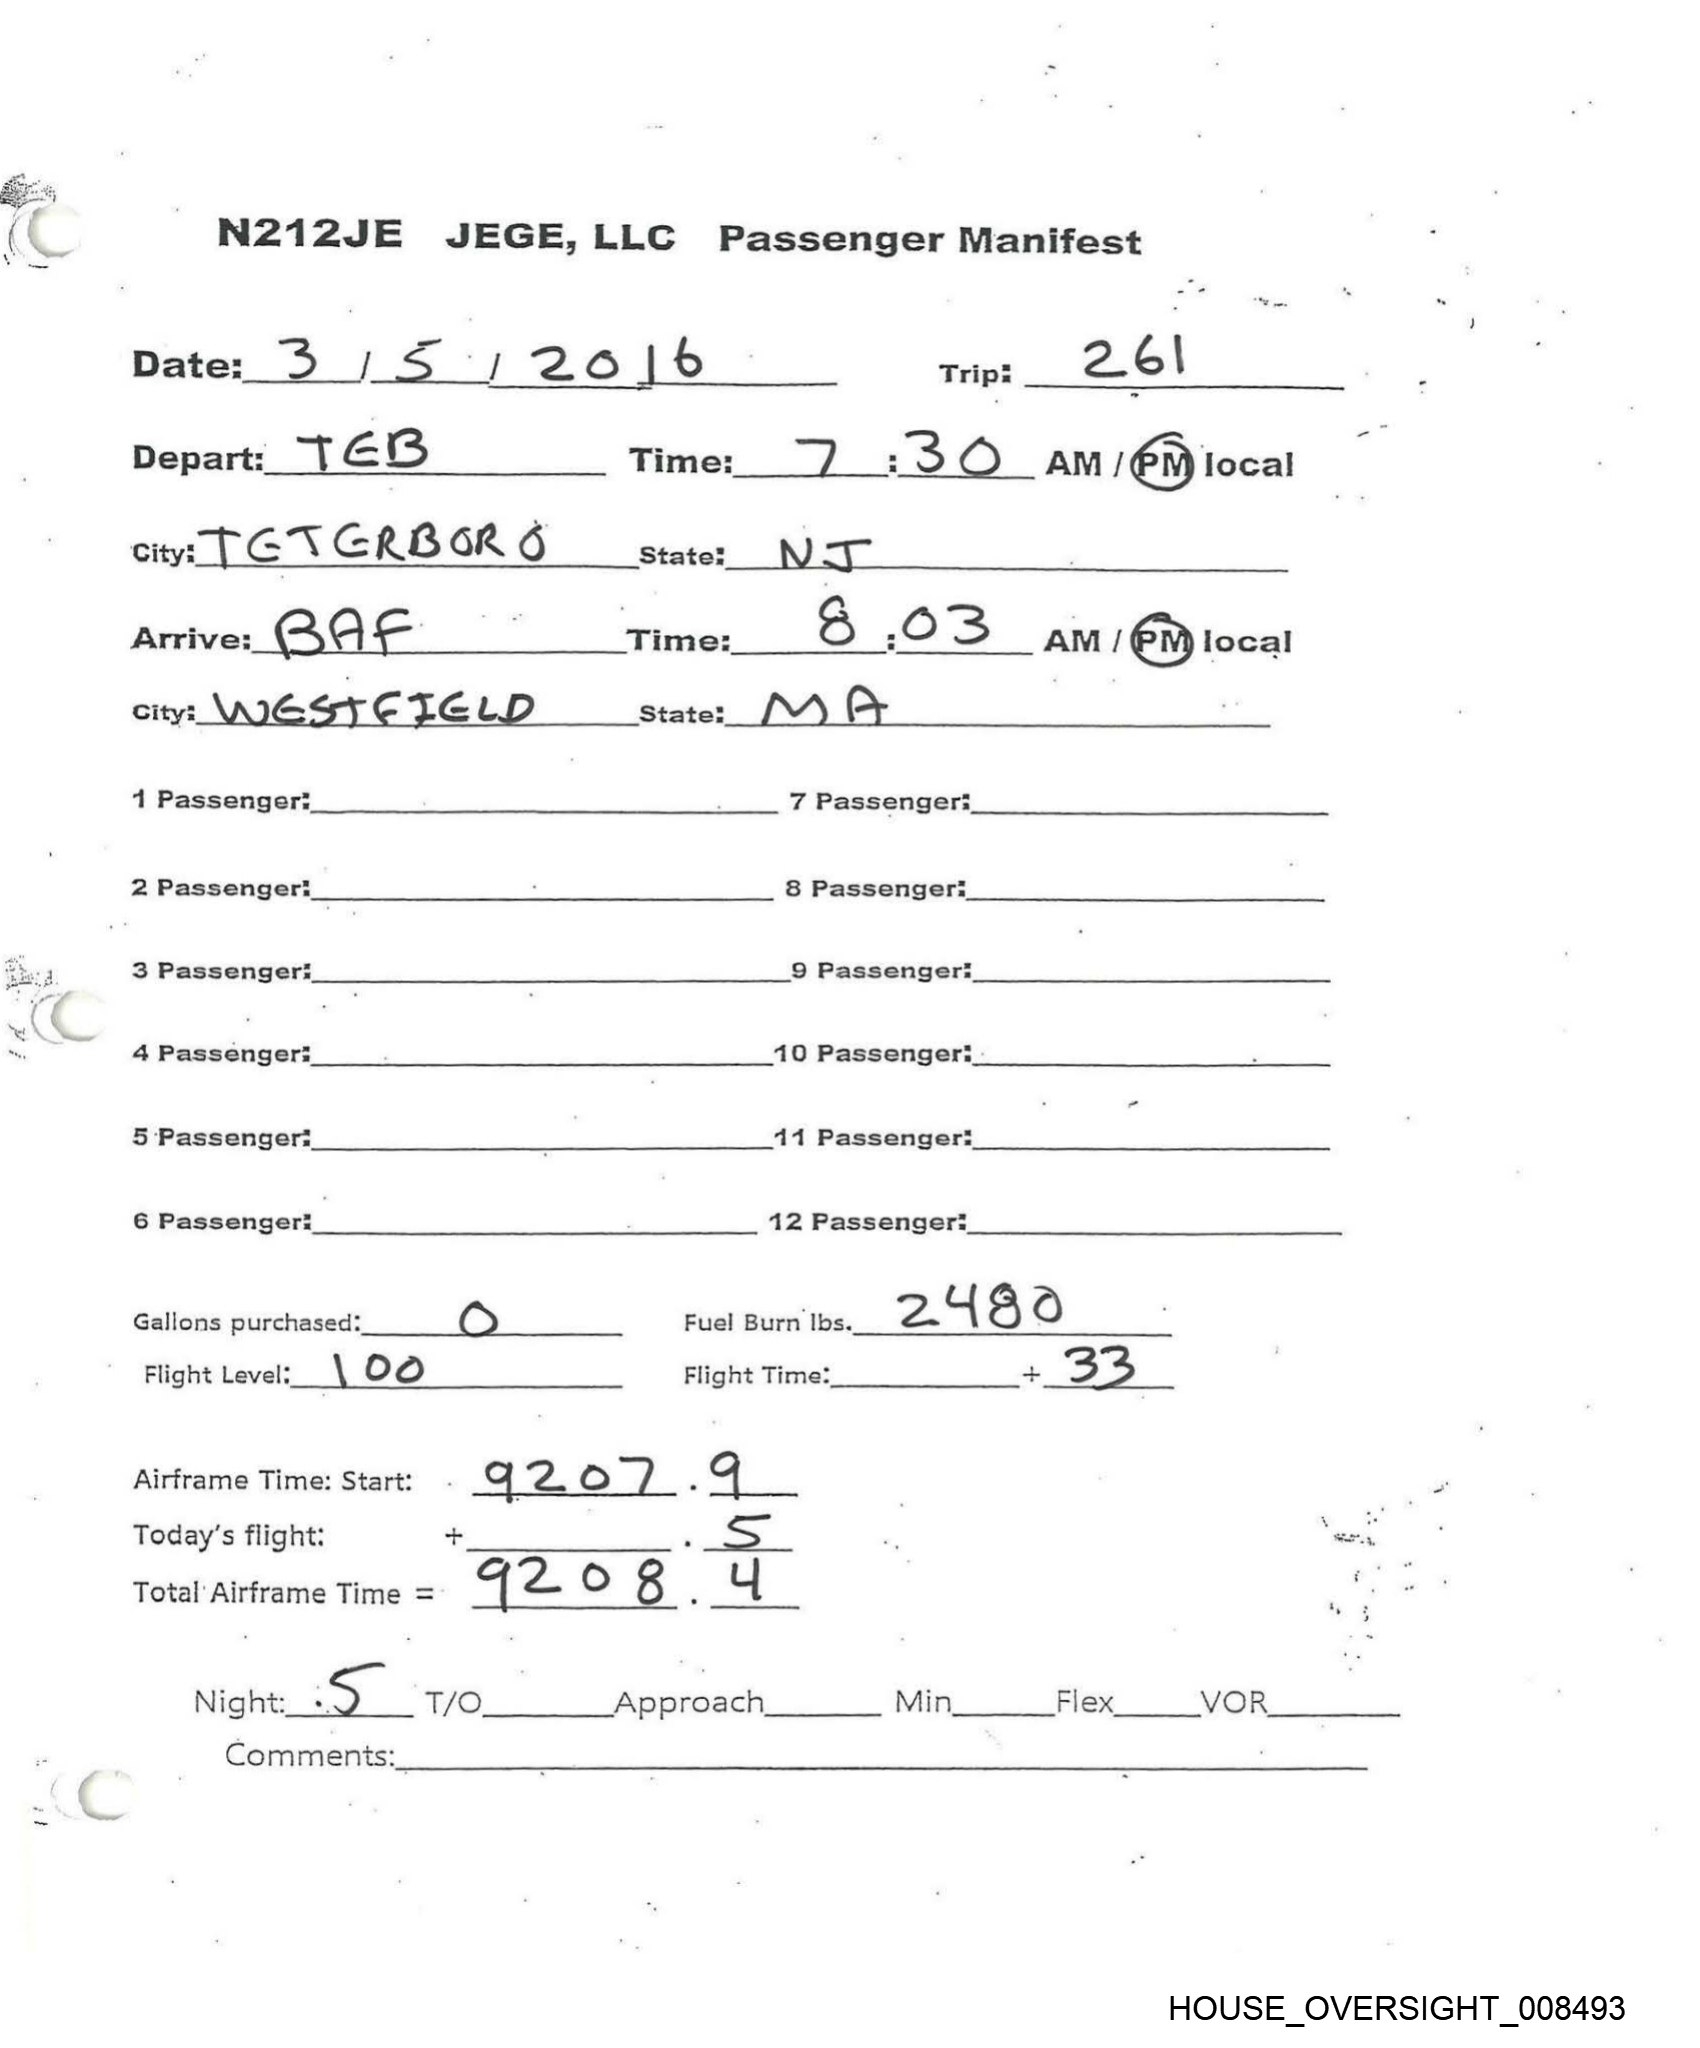 N212JE JEGE, LLC Passenger Manifest
Date: 3 / 5 / 2016 Trip: 261
Depart: TEB Time: 7 : 30 AM / PM local
City: TETERBORO State: NJ
Arrive: BAF Time: 8 : 03 AM / PM local
City: WESTFIELD State: MA
1 Passenger: 7 Passenger:
2 Passenger: 8 Passenger:
3 Passenger: 9 Passenger:
4 Passenger: 10 Passenger:
5 Passenger: 11 Passenger:
6 Passenger: 12 Passenger:
Gallons purchased: 0 Fuel Burn lbs. 2480
Flight Level: 100 Flight Time: + 33
Airframe Time: Start: 9207 . 9
Today's flight: + . 5
Total Airframe Time = 9208 . 4
Night: .5 T/O Approach Min Flex VOR
Comments:
HOUSE_OVERSIGHT_008493